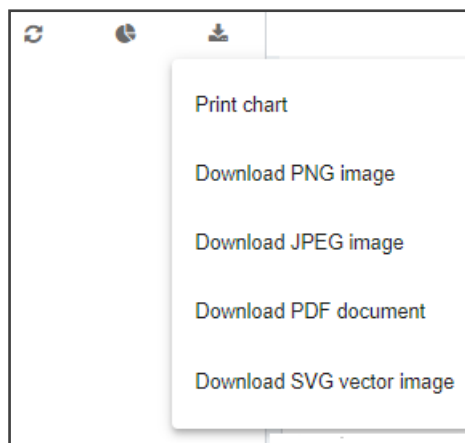 Print chart
Download PNG image
Download JPEG image
Download PDF document
Download SVG vector image